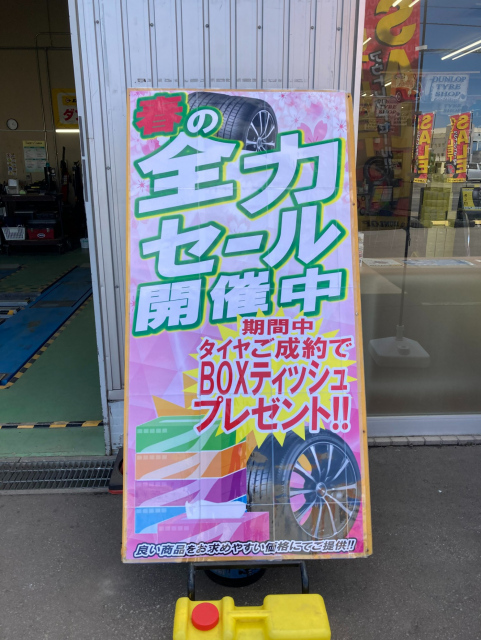 春の
全力
セール
開催中
期間中
タイヤご成約で
BOXティッシュ
プレゼント!!
良い商品をお求めやすい価格にてご提供!!
DUNLOP
TYRE
SHOP
SALE
SALE